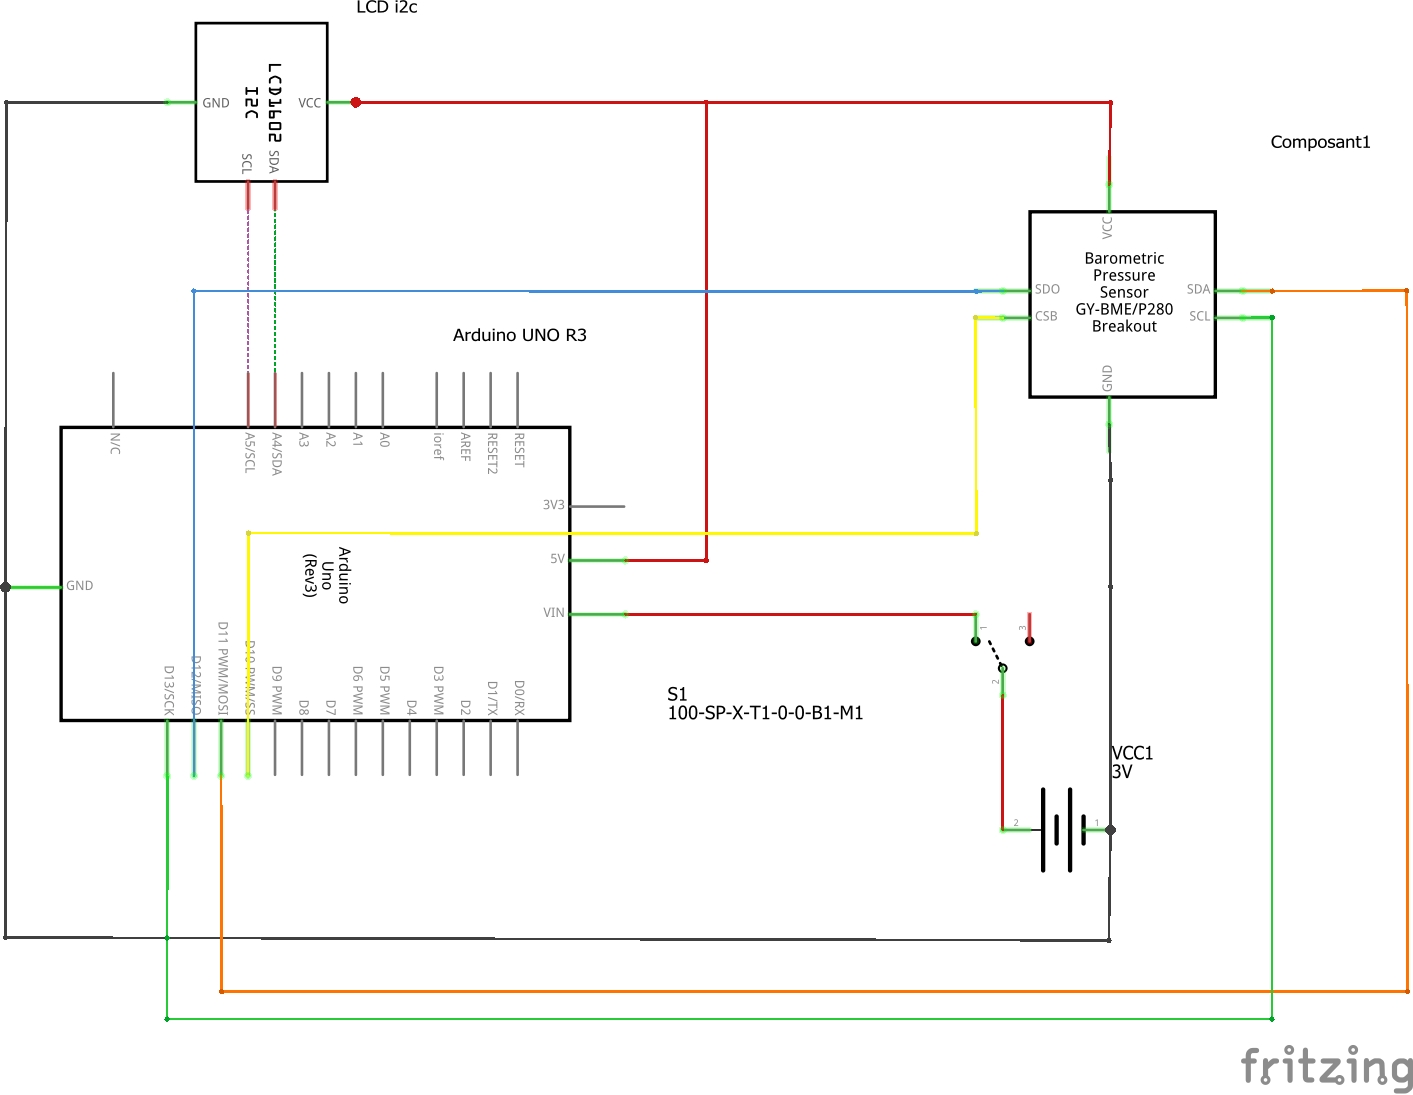 LCD i2c
LCD1602
I2C
GND
VCC
SCL
SDA
Composant1
VCC
Barometric
Pressure
Sensor
GY-BME/P280
Breakout
SDO
CSB
SDA
SCL
GND
Arduino UNO R3
N/C
A5/SCL
A4/SDA
A3
A2
A1
A0
ioref
AREF
RESET2
RESET
3V3
5V
VIN
GND
Arduino
Uno
(Rev3)
D13/SCK
D12/MISO
D11 PWM/MOSI
D10 PWM/SS
D9 PWM
D8
D7
D6 PWM
D5 PWM
D4
D3 PWM
D2
D1/TX
D0/RX
1
3
2
S1
100-SP-X-T1-0-0-B1-M1
VCC1
3V
2
1
fritzing